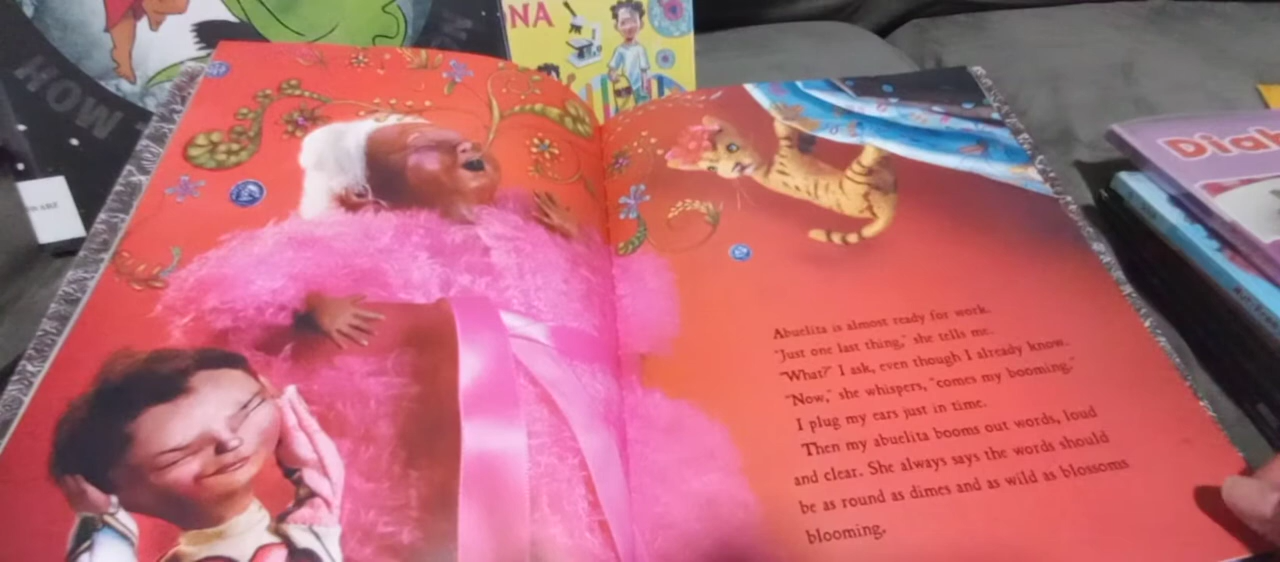 HOW
NA
Diab
Abuelita is almost ready for work.
"Just one last thing," she tells me.
"What?" I ask, even though I already know.
"Now," she whispers, "comes my booming."
I plug my ears just in time.
Then my abuelita booms out words, loud
and clear. She always says the words should
be as round as dimes and as wild as blossoms
blooming.